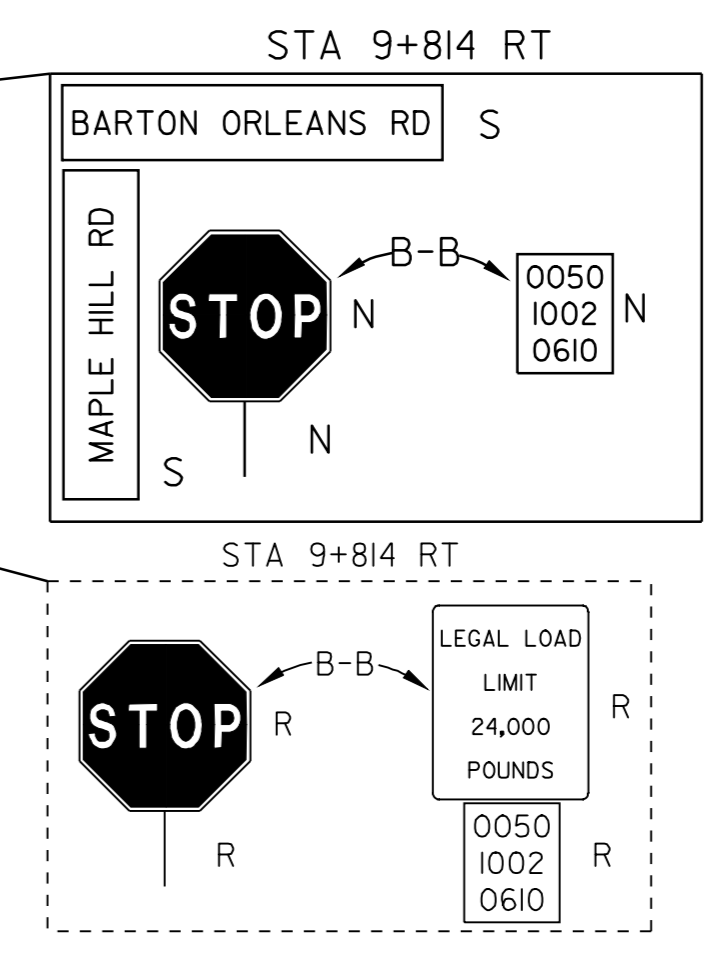 STA 9+814 RT
BARTON ORLEANS RD S
MAPLE HILL RD
S
STOP N
N
B-B
0050
1002
0610
N
STA 9+814 RT
STOP R
R
B-B
LEGAL LOAD
LIMIT
24,000
POUNDS
R
0050
1002
0610
R